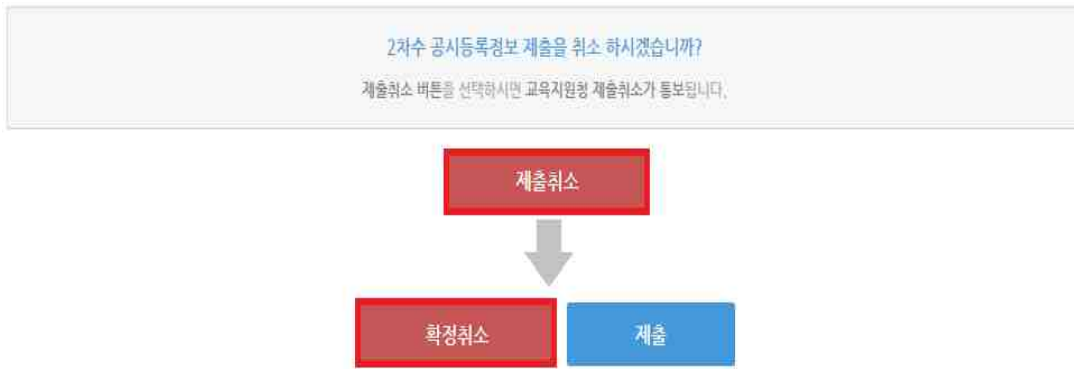 2차수 공시등록정보 제출을 취소 하시겠습니까?
제출취소 버튼을 선택하시면 교육지원청 제출취소가 통보됩니다.
제출취소
확정취소 제출